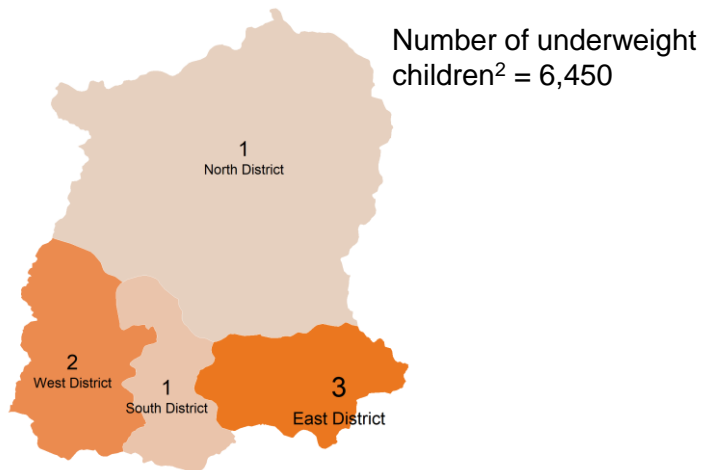 Number of underweight
children² = 6,450
1
North District
2
West District
1
South District
3
East District